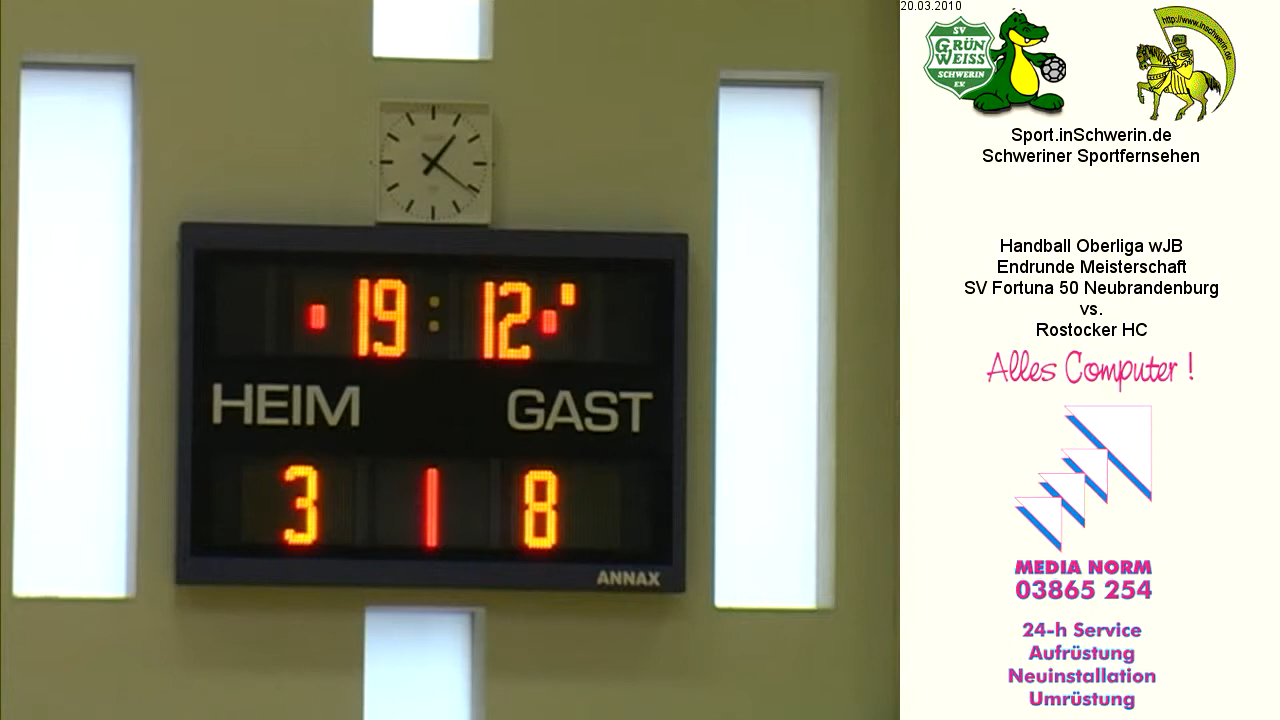 19:12
HEIM GAST
3 1 8
ANNAX
20.03.2010
SV
GRÜN
WEISS
SCHWERIN
E.V.
http://www.inschwerin.de
Sport.inSchwerin.de
Schweriner Sportfernsehen
Handball Oberliga wJB
Endrunde Meisterschaft
SV Fortuna 50 Neubrandenburg
vs.
Rostocker HC
Alles Computer !
MEDIA NORM
03865 254
24-h Service
Aufrüstung
Neuinstallation
Umrüstung